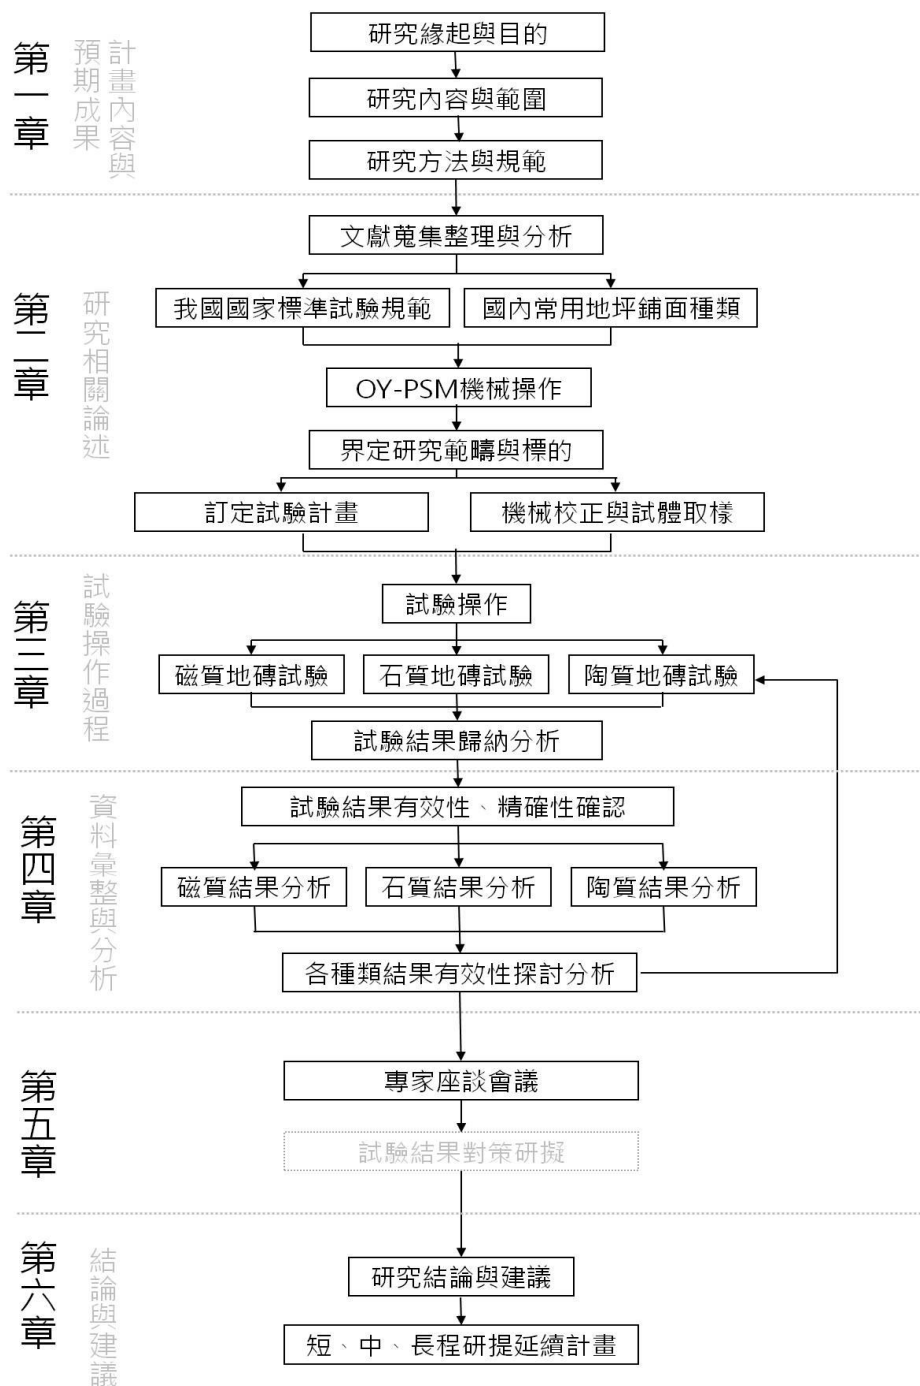 第一章
計畫內容與
預期成果
研究緣起與目的
研究內容與範圍
研究方法與規範
第二章
研究相關論述
文獻蒐集整理與分析
我國國家標準試驗規範
國內常用地坪鋪面種類
OY-PSM機械操作
界定研究範疇與標的
訂定試驗計畫
機械校正與試體取樣
第三章
試驗操作過程
試驗操作
磁質地磚試驗
石質地磚試驗
陶質地磚試驗
試驗結果歸納分析
第四章
資料彙整與分析
試驗結果有效性、精確性確認
磁質結果分析
石質結果分析
陶質結果分析
各種類結果有效性探討分析
第五章
專家座談會議
試驗結果對策研擬
第六章
結論與建議
研究結論與建議
短、中、長程研提延續計畫